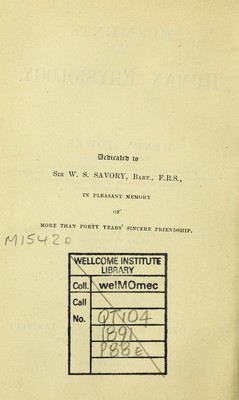 Dedicated to
SIR W. S. SAVORY, BART., F.R.S.,
IN PLEASANT MEMORY
OF
MORE THAN FORTY YEARS' SINCERE FRIENDSHIP.
M15420
WELLCOME INSTITUTE
LIBRARY
Coll. welMOmec
Call
No. QT104
1891
P88e